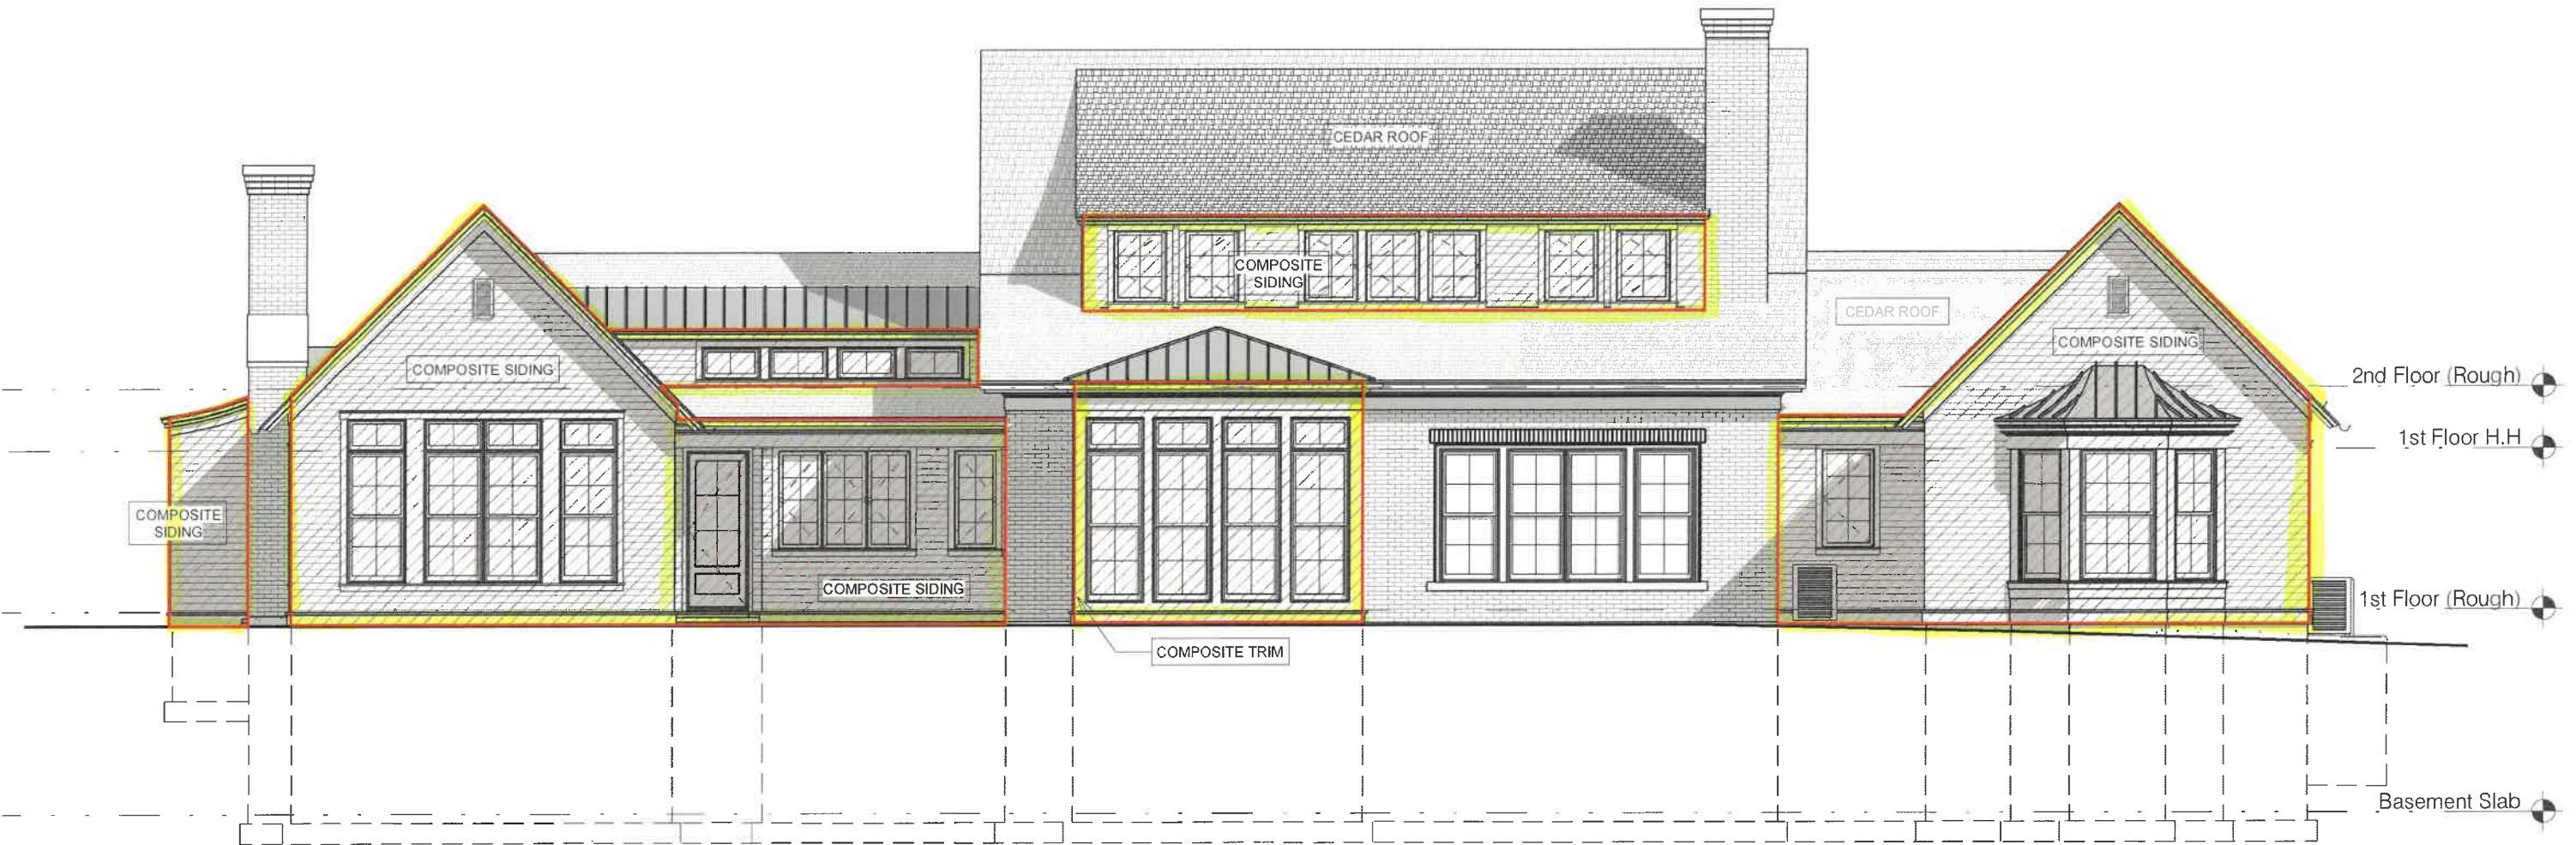 CEDAR ROOF
COMPOSITE
SIDING
CEDAR ROOF
COMPOSITE SIDING
COMPOSITE SIDING
2nd Floor (Rough)
1st Floor H.H
COMPOSITE
SIDING
COMPOSITE SIDING
1st Floor (Rough)
COMPOSITE TRIM
Basement Slab